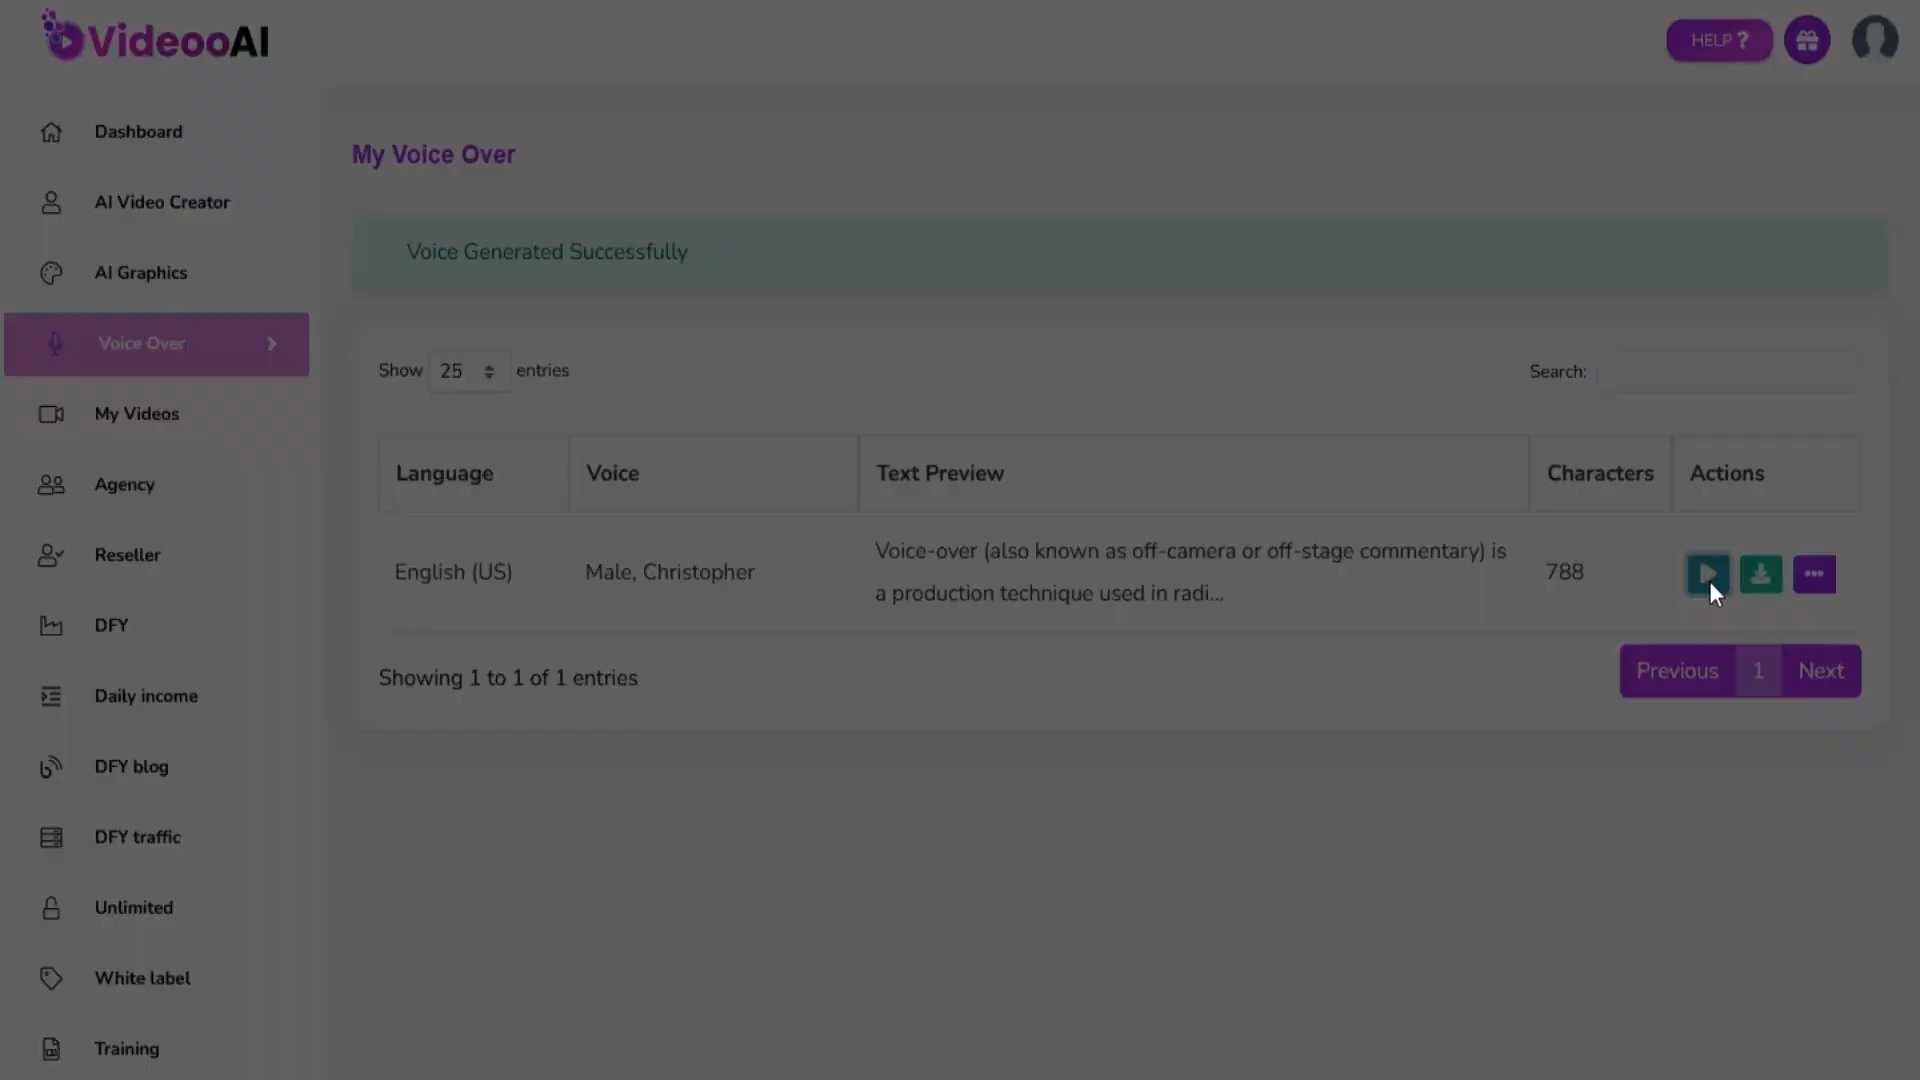 VideooAI
HELP ?
Dashboard
AI Video Creator
AI Graphics
Voice Over
My Videos
Agency
Reseller
DFY
Daily income
DFY blog
DFY traffic
Unlimited
White label
Training
My Voice Over
Voice Generated Successfully
Show 25 entries
Search:
Language Voice Text Preview Characters Actions
English (US) Male, Christopher Voice-over (also known as off-camera or off-stage commentary) is 788
a production technique used in radi...
Showing 1 to 1 of 1 entries
Previous 1 Next